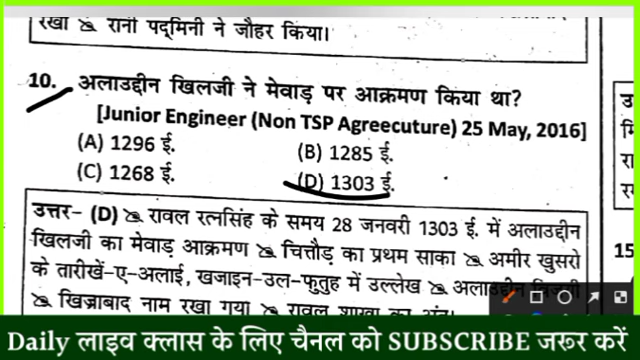 रखा रानी पद्मिनी ने जौहर किया।
10. अलाउद्दीन खिलजी ने मेवाड़ पर आक्रमण किया था?
[Junior Engineer (Non TSP Agreecuture) 25 May, 2016]
(A) 1296 ई. (B) 1285 ई.
(C) 1268 ई. (D) 1303 ई.
उत्तर- (D) रावल रत्नसिंह के समय 28 जनवरी 1303 ई. में अलाउद्दीन
खिलजी का मेवाड़ आक्रमण चित्तौड़ का प्रथम साका अमीर खुसरो
के तारीखें-ए-अलाई, खजाइन-उल-फुतुह में उल्लेख
खिज्राबाद नाम रखा गया रावल शाखा का अंत।
15
Daily लाइव क्लास के लिए चैनल को SUBSCRIBE जरूर करें